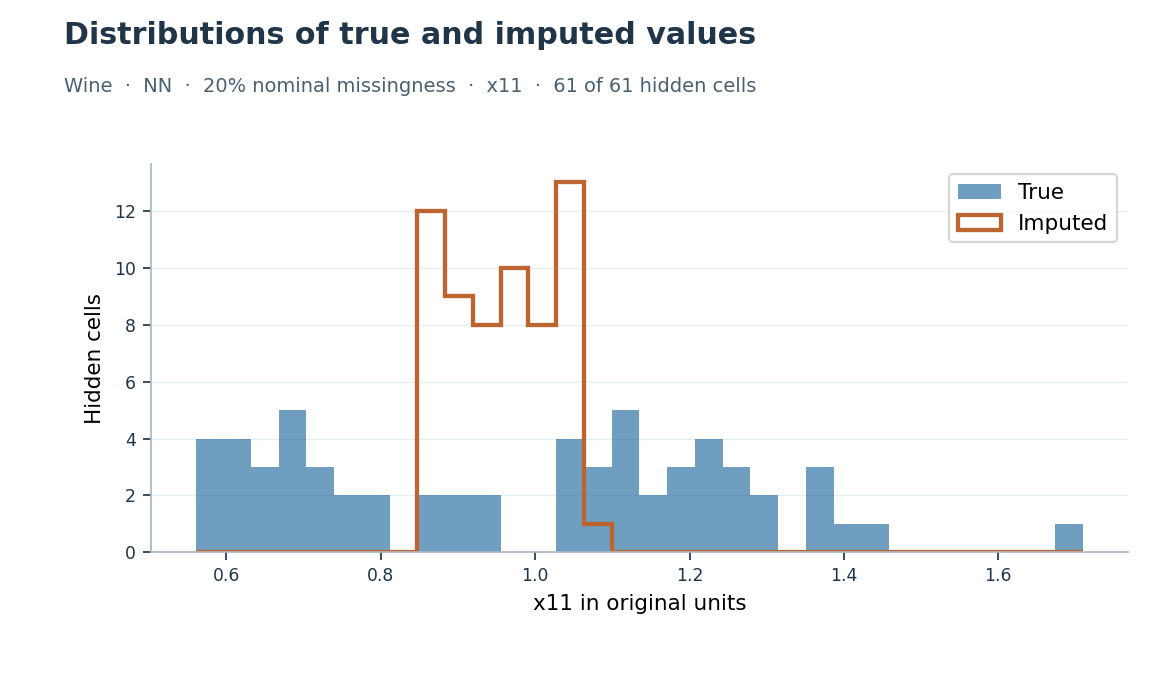 Distributions of true and imputed values
Wine · NN · 20% nominal missingness · x11 · 61 of 61 hidden cells
True
Imputed
Hidden cells
12
10
8
6
4
2
0
0.6 0.8 1.0 1.2 1.4 1.6
x11 in original units